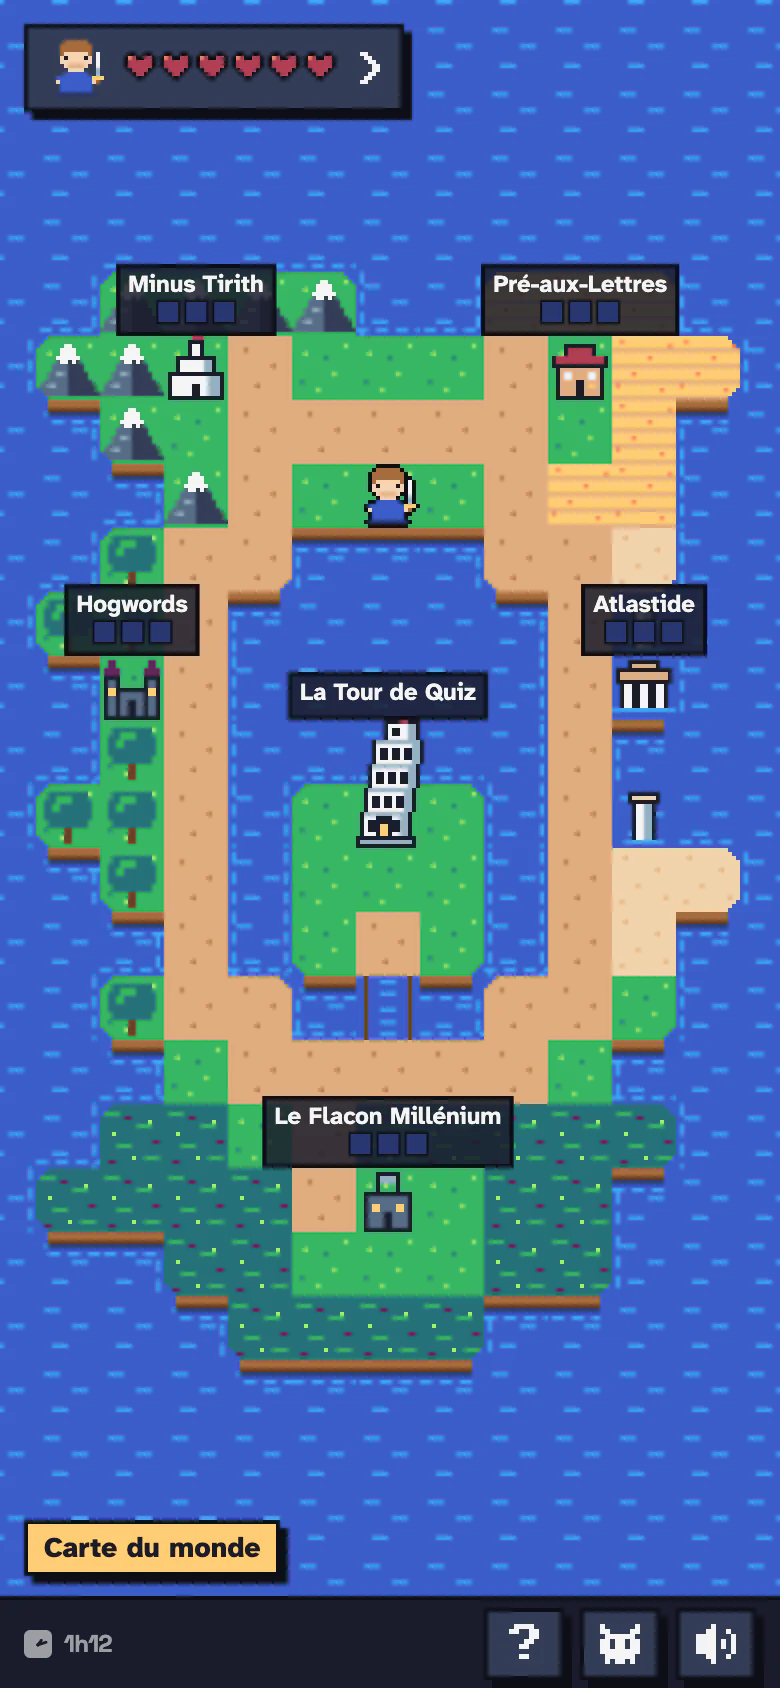 Minus Tirith
Pré-aux-Lettres
Hogwords
Atlastide
La Tour de Quiz
Le Flacon Millénium
Carte du monde
1h12
?